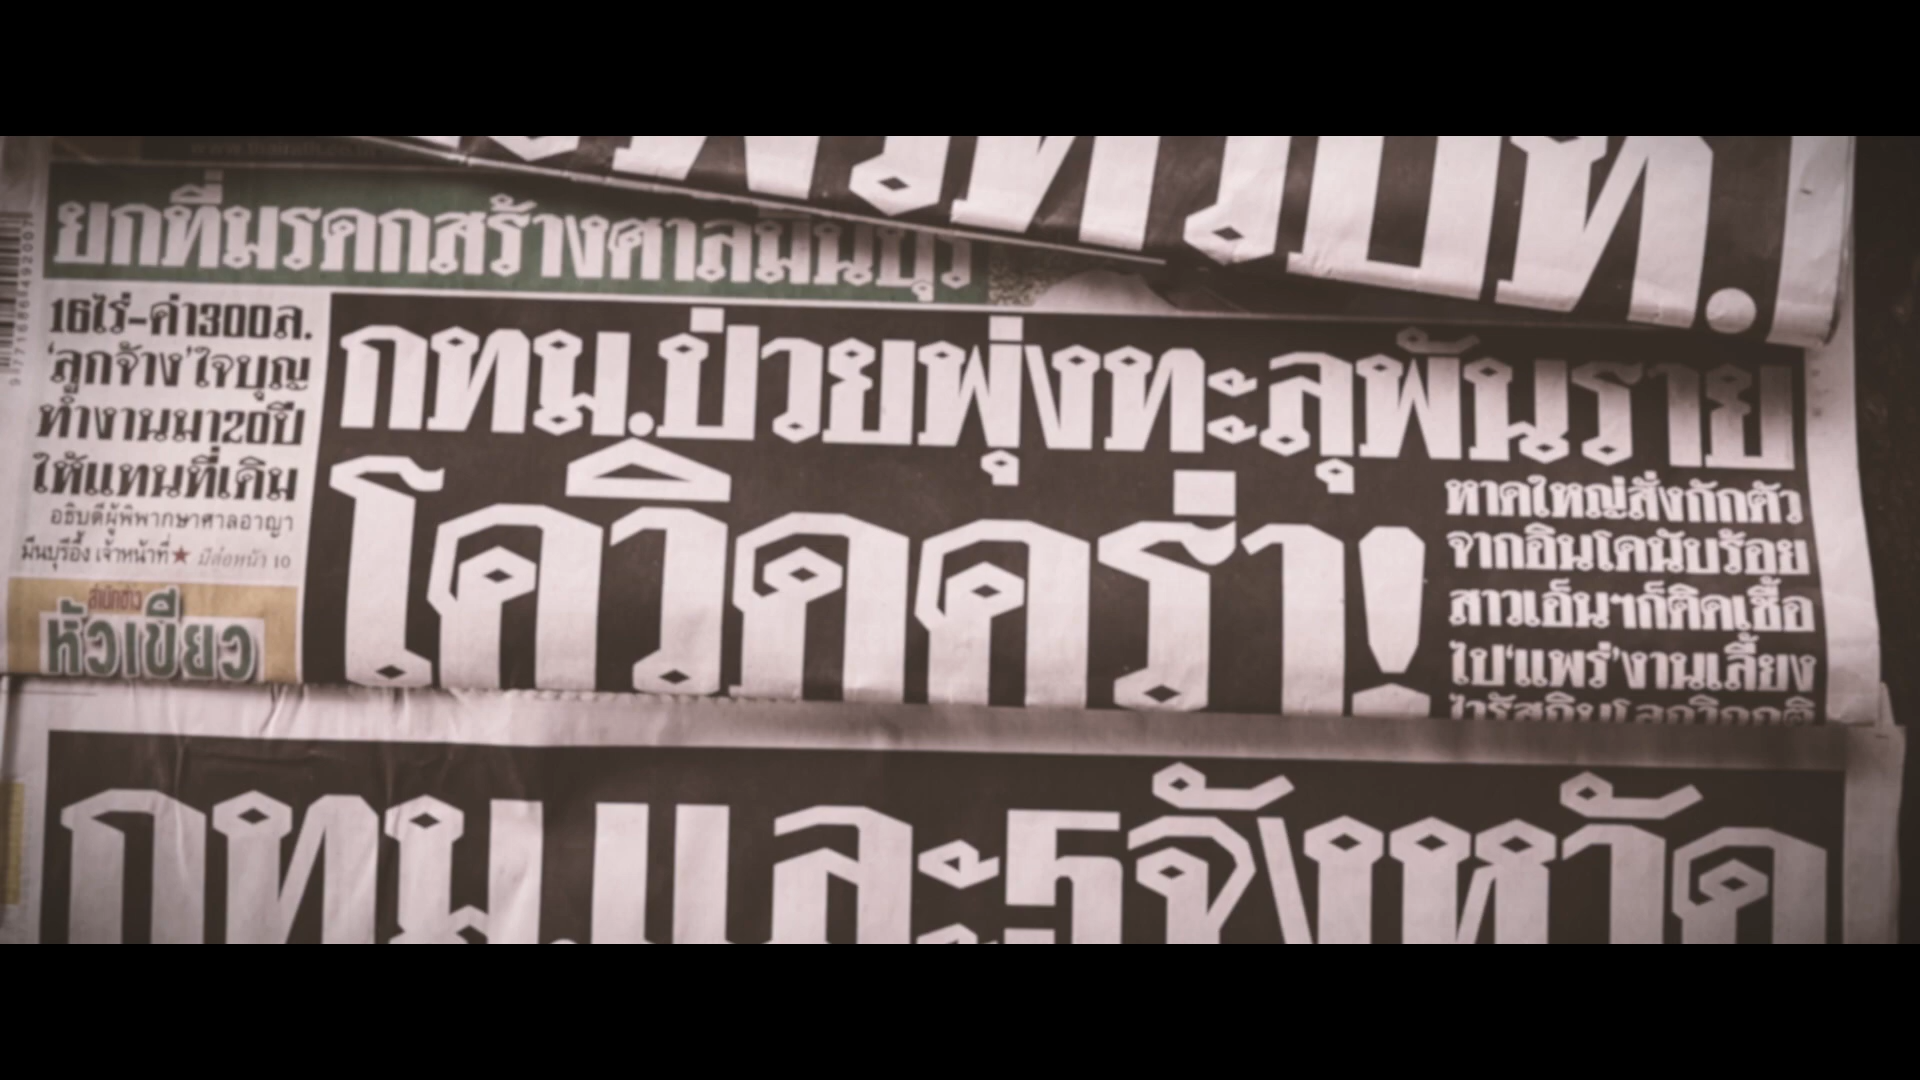 ยกที่มรดกสร้างศาลมีนบุรี
16ไร่-ค่า300ล.
'ลูกจ้าง'ใจบุญ
ทำงานมา20ปี
ให้แทนที่เดิม
อธิบดีผู้พิพากษาศาลอาญา
มีนบุรีอึ้ง เจ้าหน้าที่★ มีต่อหน้า 10
สำนักข่าว
หัวเขียว
กทม.ป่วยพุ่งทะลุพันราย
โควิดคร่า!
หาดใหญ่สั่งกักตัว
จากอินโดนับร้อย
สาวเอ็นฯก็ติดเชื้อ
ไป'แพร่'งานเลี้ยง
กทม.และ5จังหวัด